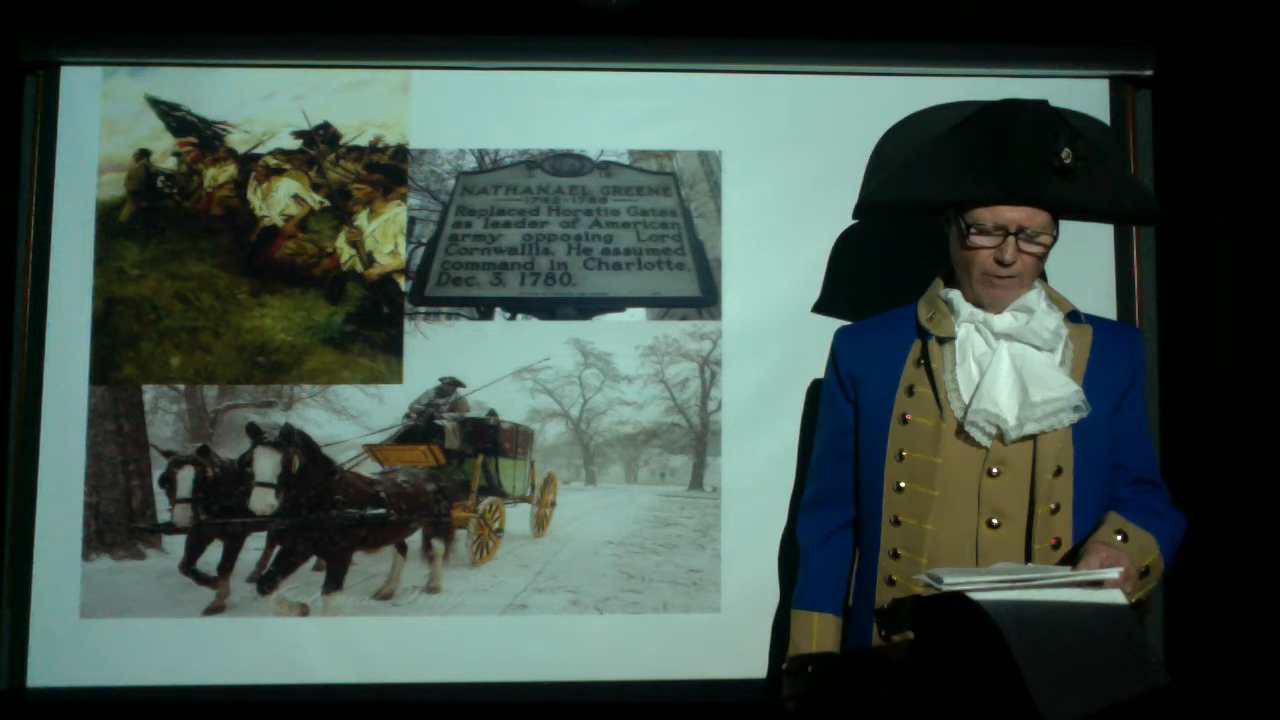 NATHANAEL GREENE
1742-1786
Replaced Horatio Gates
as leader of American
army opposing Lord
Cornwallis. He assumed
command in Charlotte,
Dec. 3, 1780.